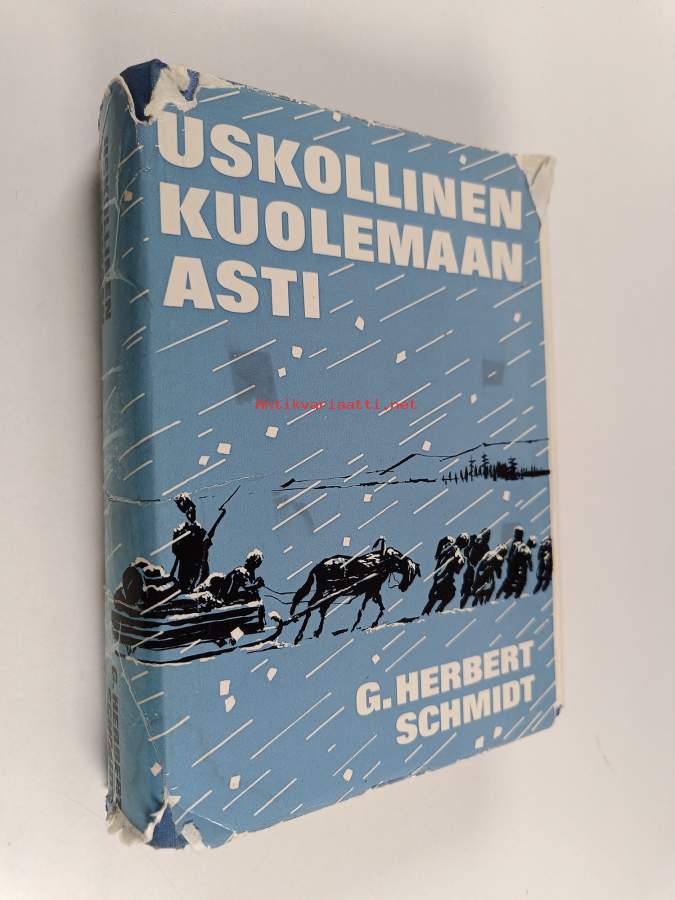 USKOLLINEN
KUOLEMAAN
ASTI
Antikvariaatti.net
G. HERBERT
SCHMIDT